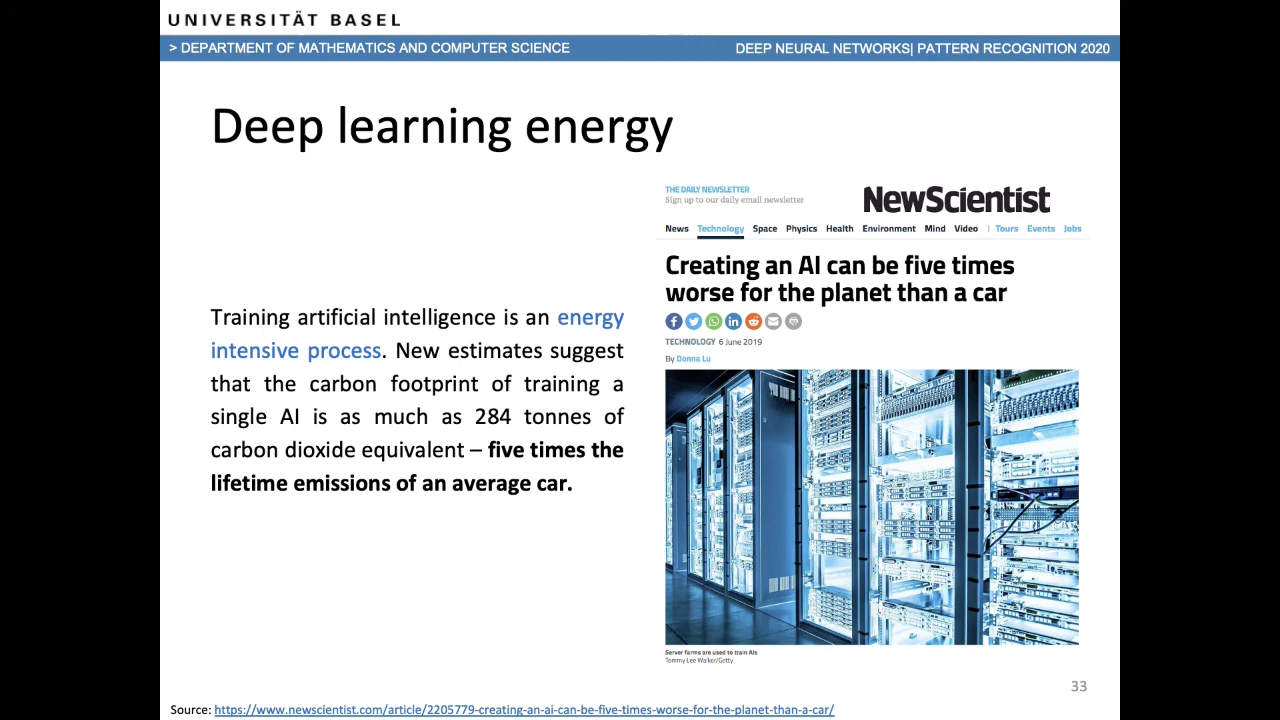 UNIVERSITÄT BASEL
> DEPARTMENT OF MATHEMATICS AND COMPUTER SCIENCE
DEEP NEURAL NETWORKS| PATTERN RECOGNITION 2020
Deep learning energy
Training artificial intelligence is an energy
intensive process. New estimates suggest
that the carbon footprint of training a
single AI is as much as 284 tonnes of
carbon dioxide equivalent – five times the
lifetime emissions of an average car.
THE DAILY NEWSLETTER
Sign up to our daily email newsletter
NewScientist
News Technology Space Physics Health Environment Mind Video | Tours Events Jobs
Creating an AI can be five times
worse for the planet than a car
TECHNOLOGY 6 June 2019
By Donna Lu
Server farms are used to train AIs
Tommy Lee Walker/Getty
33
Source: https://www.newscientist.com/article/2205779-creating-an-ai-can-be-five-times-worse-for-the-planet-than-a-car/